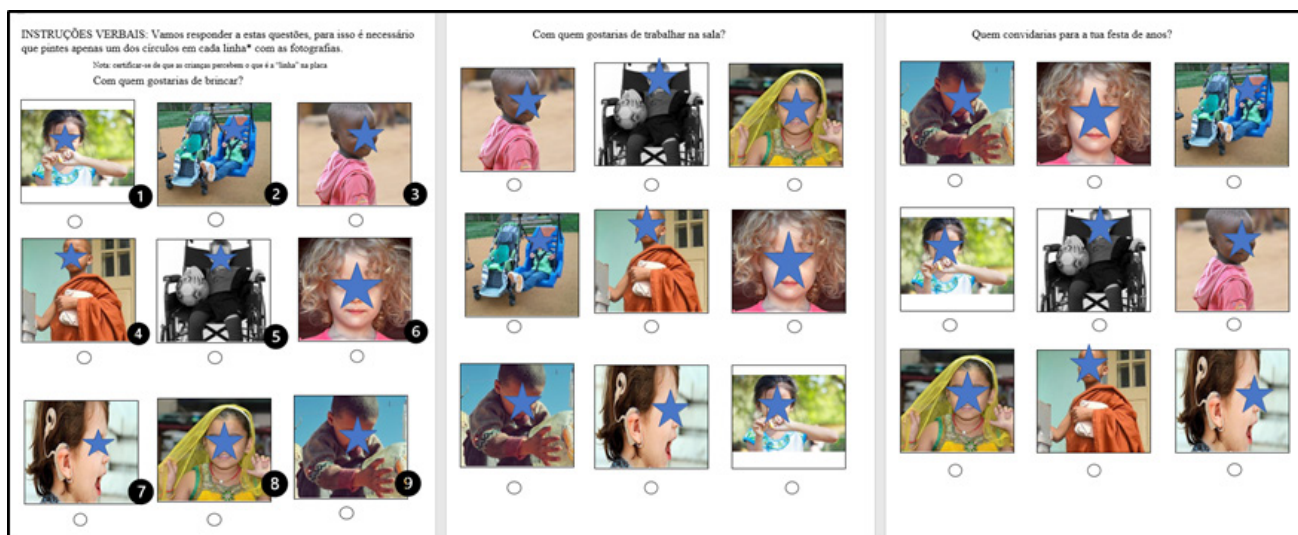 INSTRUÇÕES VERBAIS: Vamos responder a estas questões, para isso é necessário
que pintes apenas um dos círculos em cada linha* com as fotografias.
Nota: certificar-se de que as crianças percebem o que é a "linha" na placa
Com quem gostarias de brincar?
1
2
3
4
5
6
7
8
9
Com quem gostarias de trabalhar na sala?
Quem convidarias para a tua festa de anos?